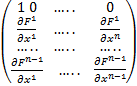 1 0 ..... 0
∂F¹/∂x¹ ..... ∂F¹/∂xⁿ
..... ..... .....
∂Fⁿ⁻¹/∂x¹ ..... ∂Fⁿ⁻¹/∂xⁿ⁻¹